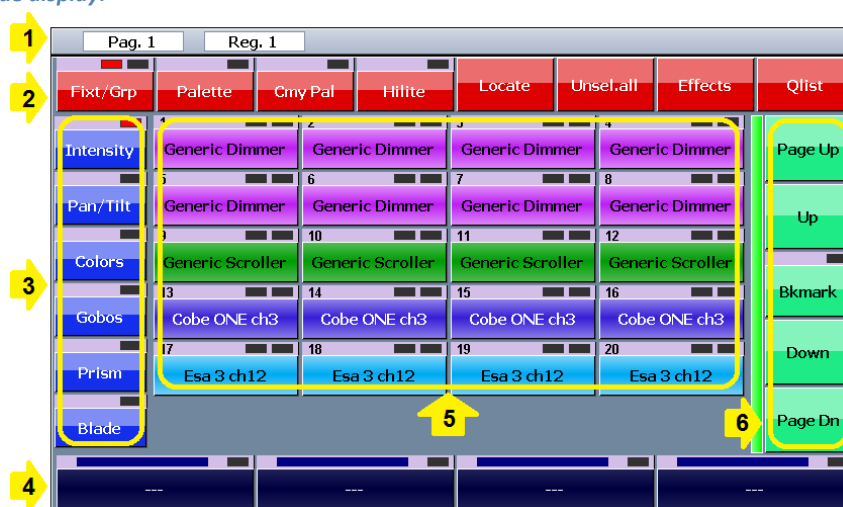 display.
1 Pag. 1 Reg. 1
2 Fixt/Grp Palette Cmy Pal Hilite Locate Unsel.all Effects Qlist
1 2 3 4
Intensity Generic Dimmer Generic Dimmer Generic Dimmer Generic Dimmer Page Up
5 6 7 8
Pan/Tilt Generic Dimmer Generic Dimmer Generic Dimmer Generic Dimmer Up
9 10 11 12
Colors Generic Scroller Generic Scroller Generic Scroller Generic Scroller
3
13 14 15 16
Bkmark
Gobos Cobe ONE ch3 Cobe ONE ch3 Cobe ONE ch3 Cobe ONE ch3
17 18 19 20
Down
Prism Esa 3 ch12 Esa 3 ch12 Esa 3 ch12 Esa 3 ch12
Blade 5 6 Page Dn
4 --- --- --- ---